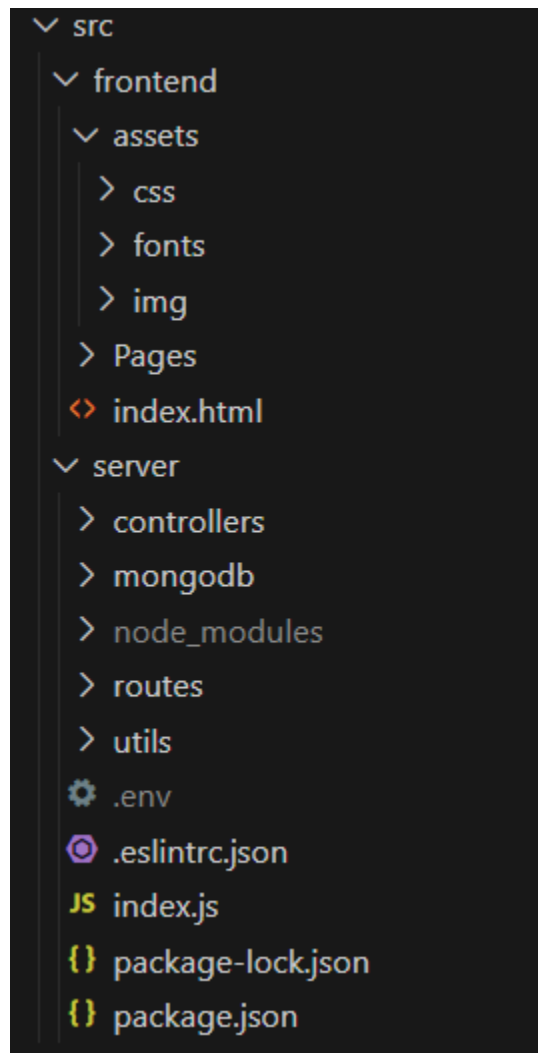 src
frontend
assets
css
fonts
img
Pages
index.html
server
controllers
mongodb
node_modules
routes
utils
.env
.eslintrc.json
JS index.js
{} package-lock.json
{} package.json